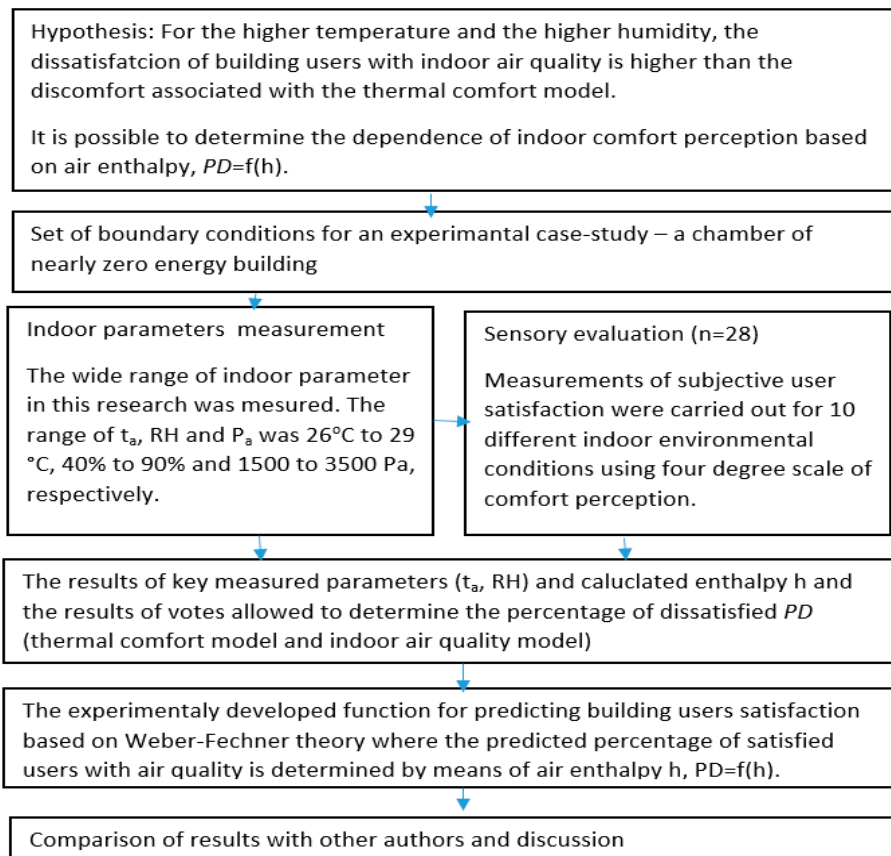 Hypothesis: For the higher temperature and the higher humidity, the
dissatisfatcion of building users with indoor air quality is higher than the
discomfort associated with the thermal comfort model.
It is possible to determine the dependence of indoor comfort perception based
on air enthalpy, PD=f(h).
Set of boundary conditions for an experimantal case-study – a chamber of
nearly zero energy building
Indoor parameters measurement
The wide range of indoor parameter
in this research was mesured. The
range of tₐ, RH and Pₐ was 26°C to 29
°C, 40% to 90% and 1500 to 3500 Pa,
respectively.
Sensory evaluation (n=28)
Measurements of subjective user
satisfaction were carried out for 10
different indoor environmental
conditions using four degree scale of
comfort perception.
The results of key measured parameters (tₐ, RH) and caluclated enthalpy h and
the results of votes allowed to determine the percentage of dissatisfied PD
(thermal comfort model and indoor air quality model)
The experimentaly developed function for predicting building users satisfaction
based on Weber-Fechner theory where the predicted percentage of satisfied
users with air quality is determined by means of air enthalpy h, PD=f(h).
Comparison of results with other authors and discussion